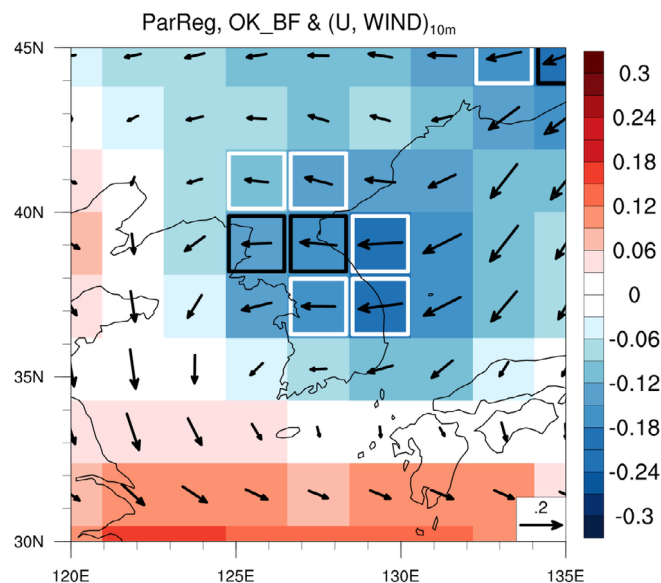 ParReg, OK_BF & (U, WIND)10m
45N
40N
35N
30N
120E
125E
130E
135E
.2
0.3
0.24
0.18
0.12
0.06
0
-0.06
-0.12
-0.18
-0.24
-0.3